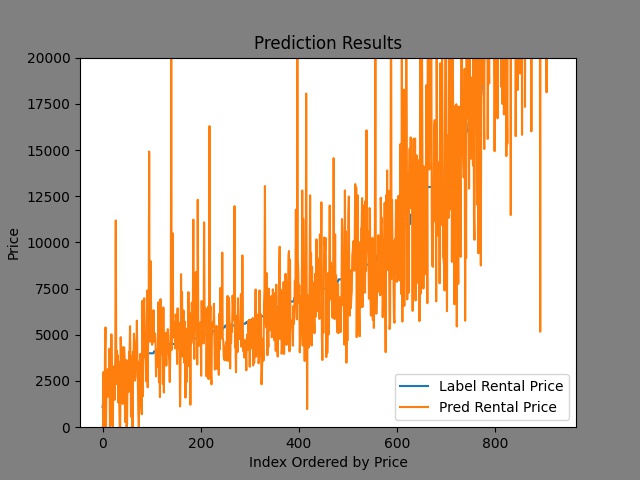 Prediction Results
20000
17500
15000
12500
10000
7500
5000
2500
0
Price
0 200 400 600 800
Index Ordered by Price
Label Rental Price
Pred Rental Price